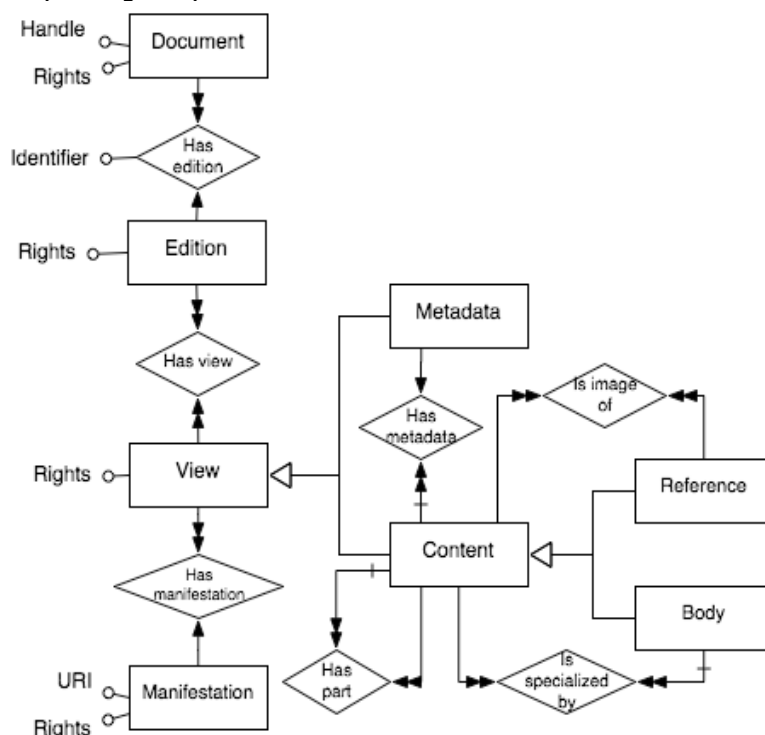 Handle
Document
Rights
Has
edition
Identifier
Edition
Rights
Metadata
Has view
Is image
of
Has
metadata
View
Rights
Reference
Content
Has
manifestation
Body
Has
part
Is
specialized
by
URI
Manifestation
Rights